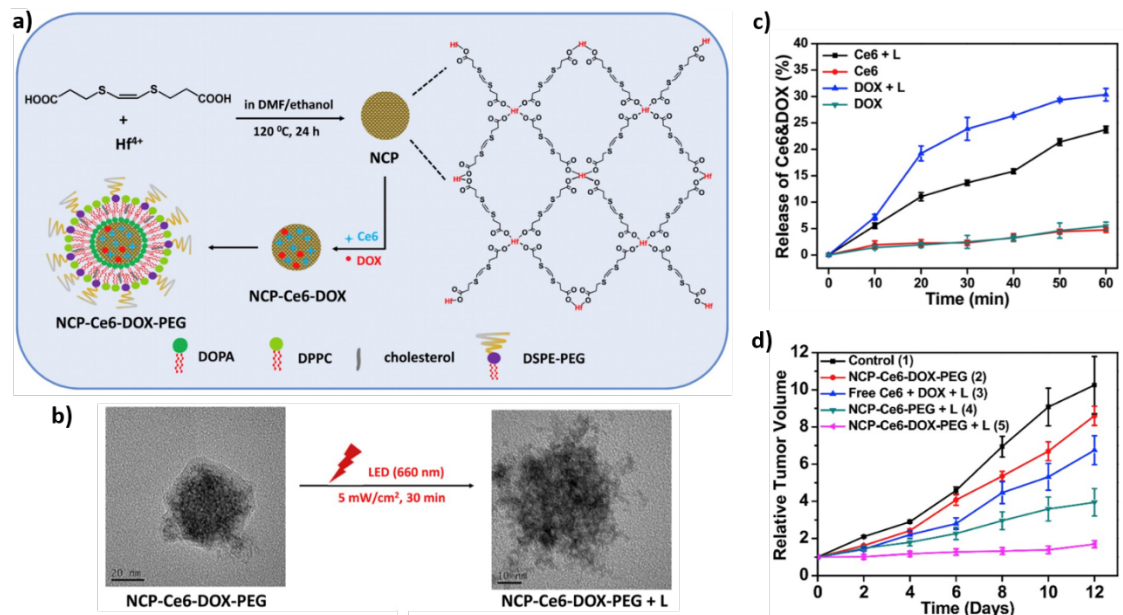 a)
HOOC S S COOH
+
Hf4+
in DMF/ethanol
120 ⁰C, 24 h
NCP
Ce6
DOX
NCP-Ce6-DOX
NCP-Ce6-DOX-PEG
DOPA
DPPC
cholesterol
DSPE-PEG
b)
20 nm
LED (660 nm)
5 mW/cm², 30 min
10 nm
NCP-Ce6-DOX-PEG
NCP-Ce6-DOX-PEG + L
c)
Release of Ce6&DOX (%)
40
35
30
25
20
15
10
5
0
Ce6 + L
Ce6
DOX + L
DOX
0 10 20 30 40 50 60
Time (min)
d)
Relative Tumor Volume
12
10
8
6
4
2
0
Control (1)
NCP-Ce6-DOX-PEG (2)
Free Ce6 + DOX + L (3)
NCP-Ce6-PEG + L (4)
NCP-Ce6-DOX-PEG + L (5)
0 2 4 6 8 10 12
Time (Days)